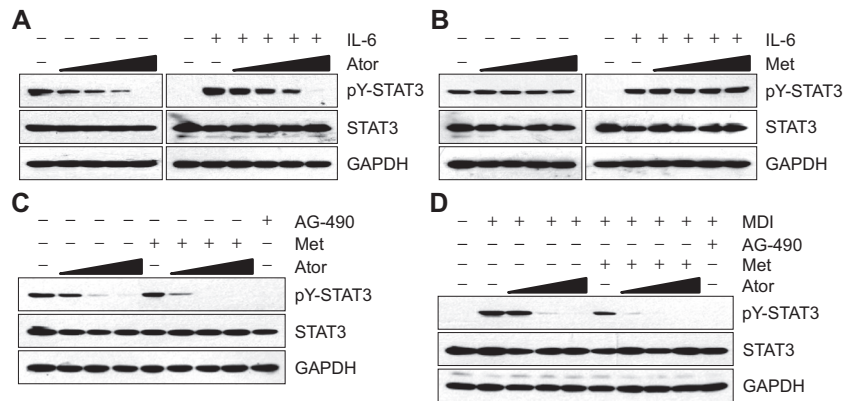 A
− − − − − − + + + + + IL-6
− − − Ator
pY-STAT3
STAT3
GAPDH
B
− − − − − − + + + + + IL-6
− − − Met
pY-STAT3
STAT3
GAPDH
C
− − − − − − − − + AG-490
− − − − + + + + − Met
− − − Ator
pY-STAT3
STAT3
GAPDH
D
− + + + + + + + + + MDI
− − − − − − − − − + AG-490
− − − − − + + + + − Met
− − − − Ator
pY-STAT3
STAT3
GAPDH